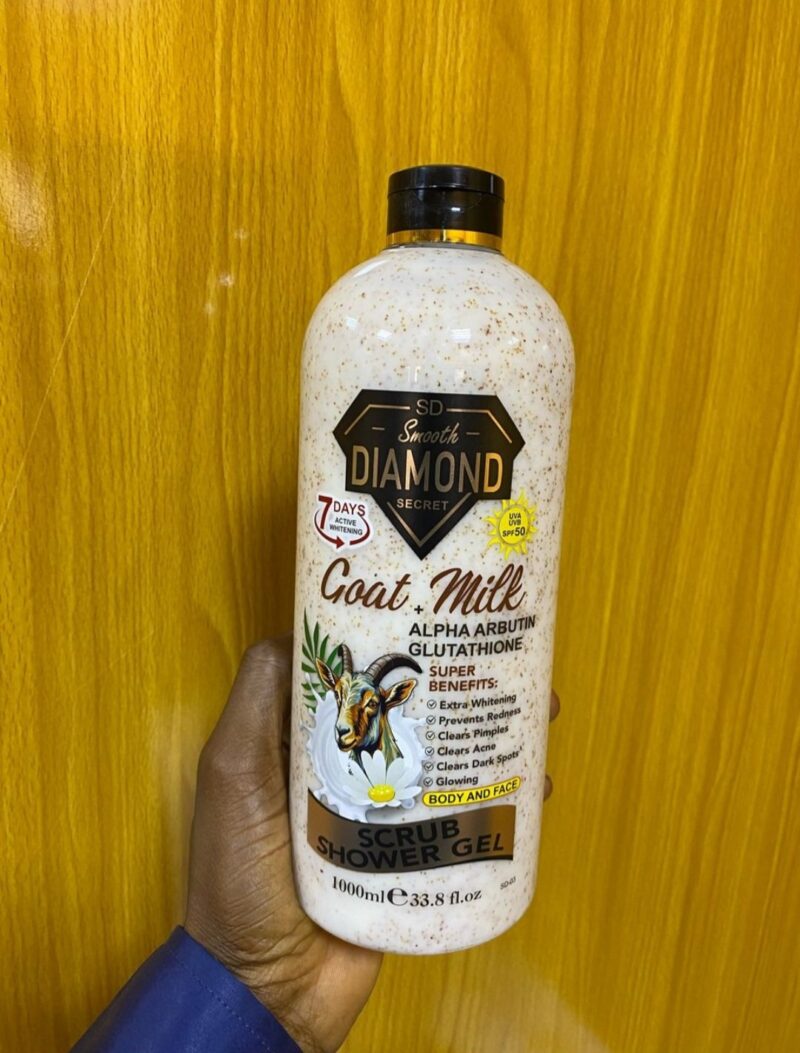 SD
Smooth
DIAMOND
SECRET
7 DAYS
ACTIVE
WHITENING
UVA
UVB
SPF50
Goat + Milk
ALPHA ARBUTIN
GLUTATHIONE
SUPER
BENEFITS:
Extra Whitening
Prevents Redness
Clears Pimples
Clears Acne
Clears Dark Spots
Glowing
BODY AND FACE
SCRUB
SHOWER GEL
1000ml e 33.8 fl.oz
SD-03